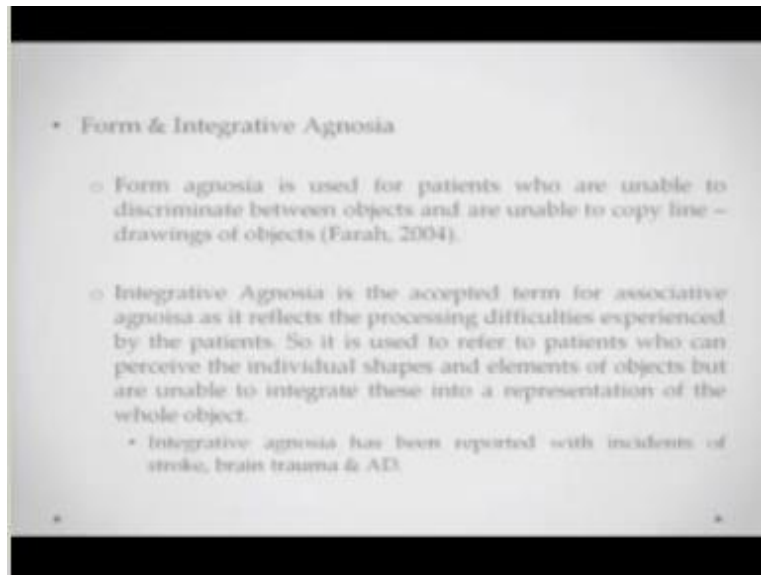 • Form & Integrative Agnosia
o Form agnosia is used for patients who are unable to
discriminate between objects and are unable to copy line –
drawings of objects (Farah, 2004).
o Integrative Agnosia is the accepted term for associative
agnoisa as it reflects the processing difficulties experienced
by the patients. So it is used to refer to patients who can
perceive the individual shapes and elements of objects but
are unable to integrate these into a representation of the
whole object.
• Integrative agnosia has been reported with incidents of
stroke, brain trauma & AD.